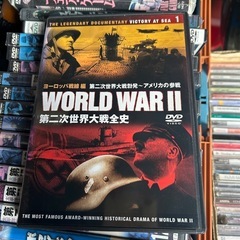 THE LEGENDARY DOCUMENTARY VICTORY AT SEA 1
ヨーロッパ戦線 編 第二次世界大戦勃発~アメリカの参戦
WORLD WAR II
第二次世界大戦全史
DVD
VIDEO
THE MOST FAMOUS AWARD-WINNING HISTORICAL DRAMA OF WORLD WAR II